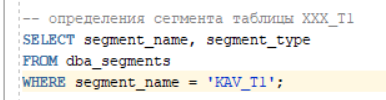 -- определения сегмента таблицы XXX_T1
SELECT segment_name, segment_type
FROM dba_segments
WHERE segment_name = 'KAV_T1';